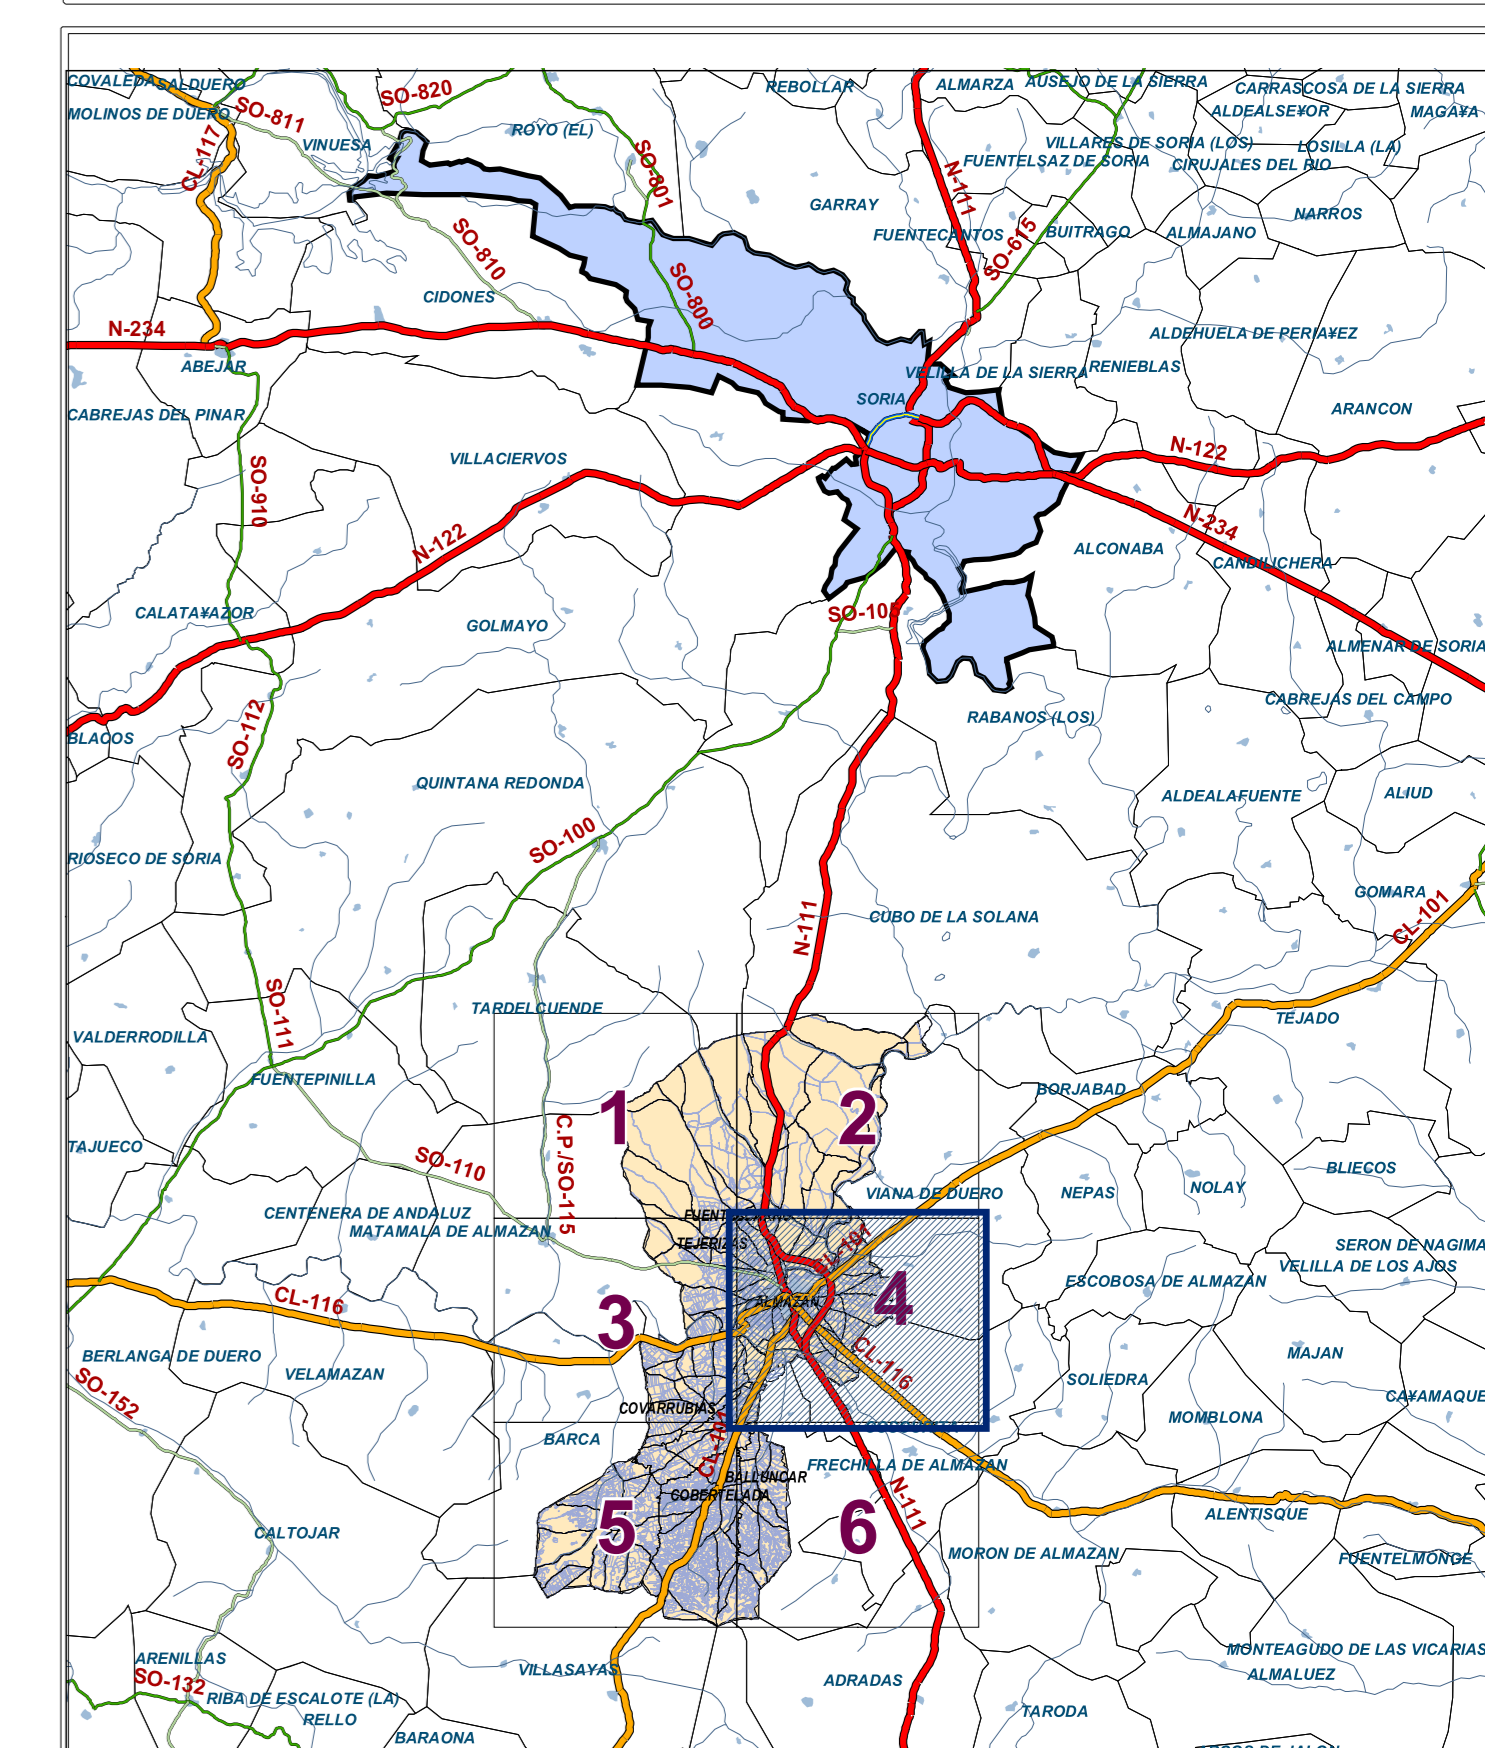 COVALEDA
SALDUERO
SO-820
REBOLLAR
ALMARZA
AUSEJO DE LA SIERRA
CARRASCOSA DE LA SIERRA
MOLINOS DE DUERO
SO-811
ALDEALSE¥OR
MAGA¥A
ROYO (EL)
VINUESA
CL-117
SO-801
VILLARES DE SORIA (LOS)
LOSILLA (LA)
FUENTELSAZ DE SORIA
CIRUJALES DEL RIO
N-111
GARRAY
NARROS
FUENTECANTOS
BUITRAGO
ALMAJANO
SO-615
SO-810
CIDONES
SO-800
N-234
ALDEHUELA DE PERIA¥EZ
ABEJAR
VELILLA DE LA SIERRA
RENIEBLAS
SORIA
CABREJAS DEL PINAR
ARANCON
N-122
VILLACIERVOS
SO-910
N-122
N-234
ALCONABA
CANDILICHERA
CALATA¥AZOR
SO-105
GOLMAYO
ALMENAR DE SORIA
CABREJAS DEL CAMPO
RABANOS (LOS)
BLACOS
SO-112
QUINTANA REDONDA
ALDEALAFUENTE
ALIUD
SO-100
RIOSECO DE SORIA
GOMARA
CL-101
N-111
CUBO DE LA SOLANA
SO-111
TARDELCUENDE
TEJADO
VALDERRODILLA
FUENTEPINILLA
BORJABAD
1
2
TAJUECO
C.P./SO-115
SO-110
BLIECOS
VIANA DE DUERO
NEPAS
NOLAY
CENTENERA DE ANDALUZ
MATAMALA DE ALMAZAN
TEJERIZAS
CL-101
SERON DE NAGIMA
VELILLA DE LOS AJOS
ESCOBOSA DE ALMAZAN
CL-116
ALMAZAN
3
4
BERLANGA DE DUERO
VELAMAZAN
CL-116
MAJAN
SOLIEDRA
SO-152
CA¥AMAQUE
COVARRUBIAS
MOMBLONA
BARCA
CL-101
FRECHILLA DE ALMAZAN
BALLUNCAR
COBERTELADA
N-111
ALENTISQUE
5
6
CALTOJAR
MORON DE ALMAZAN
FUENTELMONGE
MONTEAGUDO DE LAS VICARIAS
ARENILLAS
VILLASAYAS
ALMALUEZ
SO-132
ADRADAS
RIBA DE ESCALOTE (LA)
RELLO
TARODA
BARAONA